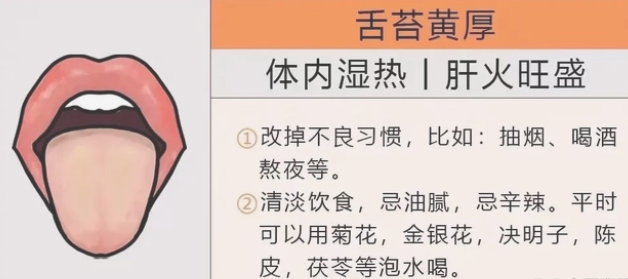 舌苔黄厚
体内湿热丨肝火旺盛
①改掉不良习惯，比如：抽烟、喝酒
熬夜等。
②清淡饮食，忌油腻，忌辛辣。平时
可以用菊花，金银花，决明子，陈
皮，茯苓等泡水喝。